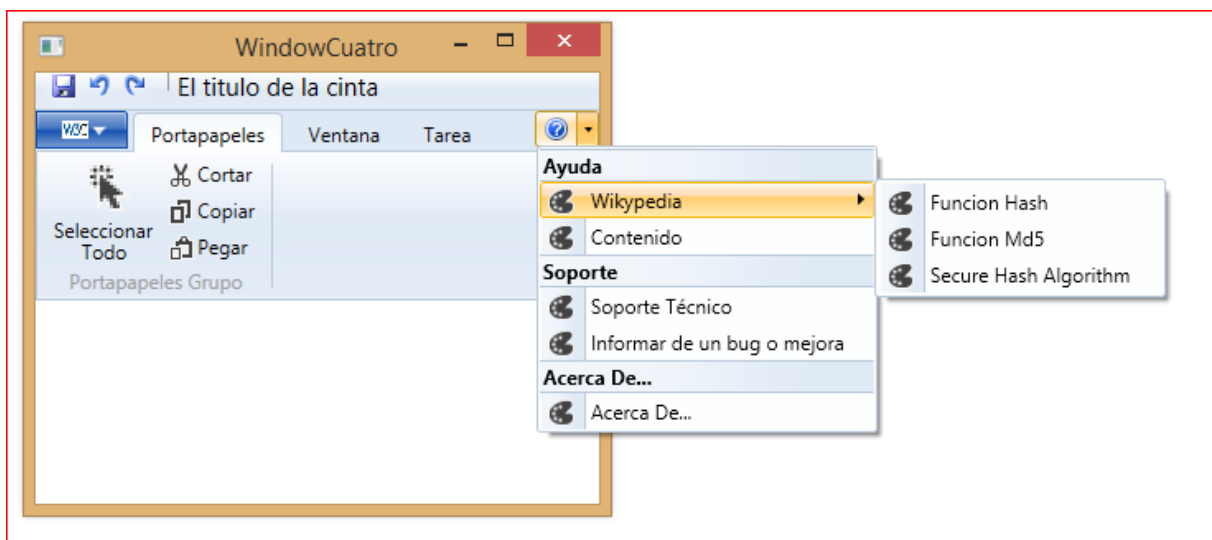 WindowCuatro
El titulo de la cinta
W3C
Portapapeles Ventana Tarea
Seleccionar
Todo
Cortar
Copiar
Pegar
Portapapeles Grupo
Ayuda
Wikypedia
Contenido
Soporte
Soporte Técnico
Informar de un bug o mejora
Acerca De...
Acerca De...
Funcion Hash
Funcion Md5
Secure Hash Algorithm